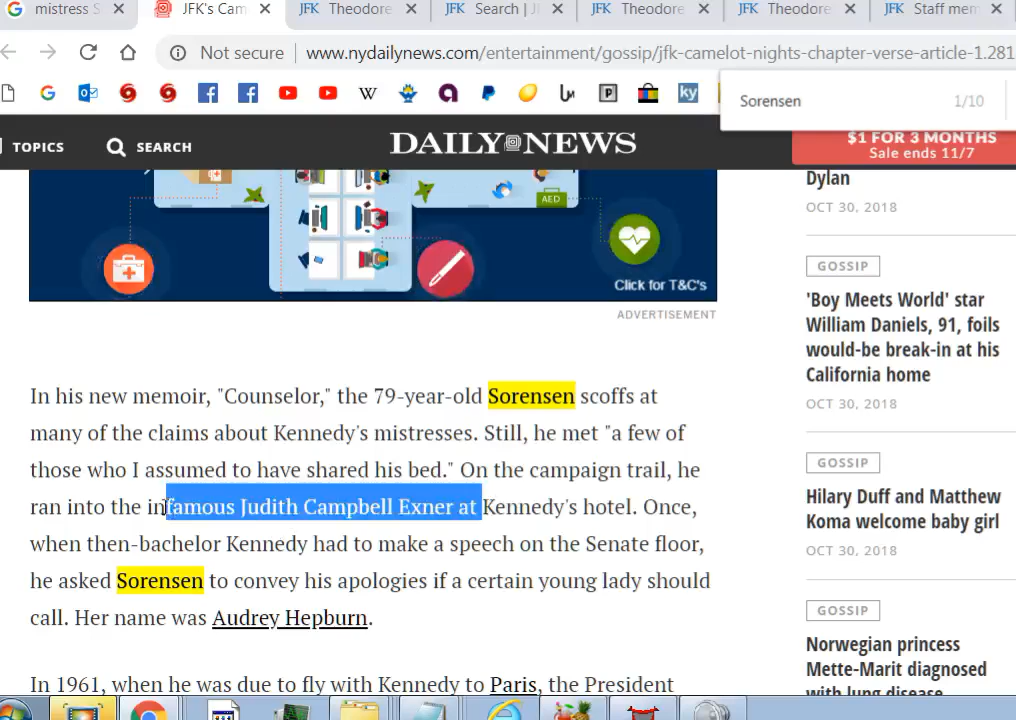 mistress S
JFK's Cam
JFK Theodore
JFK Search | J
JFK Theodore
JFK Theodore
JFK Staff mem
Not secure www.nydailynews.com/entertainment/gossip/jfk-camelot-nights-chapter-verse-article-1.281
Sorensen 1/10
TOPICS SEARCH DAILY NEWS
$1 FOR 3 MONTHS
Sale ends 11/7
AED
Click for T&C's
ADVERTISEMENT
In his new memoir, "Counselor," the 79-year-old Sorensen scoffs at
many of the claims about Kennedy's mistresses. Still, he met "a few of
those who I assumed to have shared his bed." On the campaign trail, he
ran into the infamous Judith Campbell Exner at Kennedy's hotel. Once,
when then-bachelor Kennedy had to make a speech on the Senate floor,
he asked Sorensen to convey his apologies if a certain young lady should
call. Her name was Audrey Hepburn.
In 1961, when he was due to fly with Kennedy to Paris, the President
Dylan
OCT 30, 2018
GOSSIP
'Boy Meets World' star
William Daniels, 91, foils
would-be break-in at his
California home
OCT 30, 2018
GOSSIP
Hilary Duff and Matthew
Koma welcome baby girl
OCT 30, 2018
GOSSIP
Norwegian princess
Mette-Marit diagnosed
with lung disease